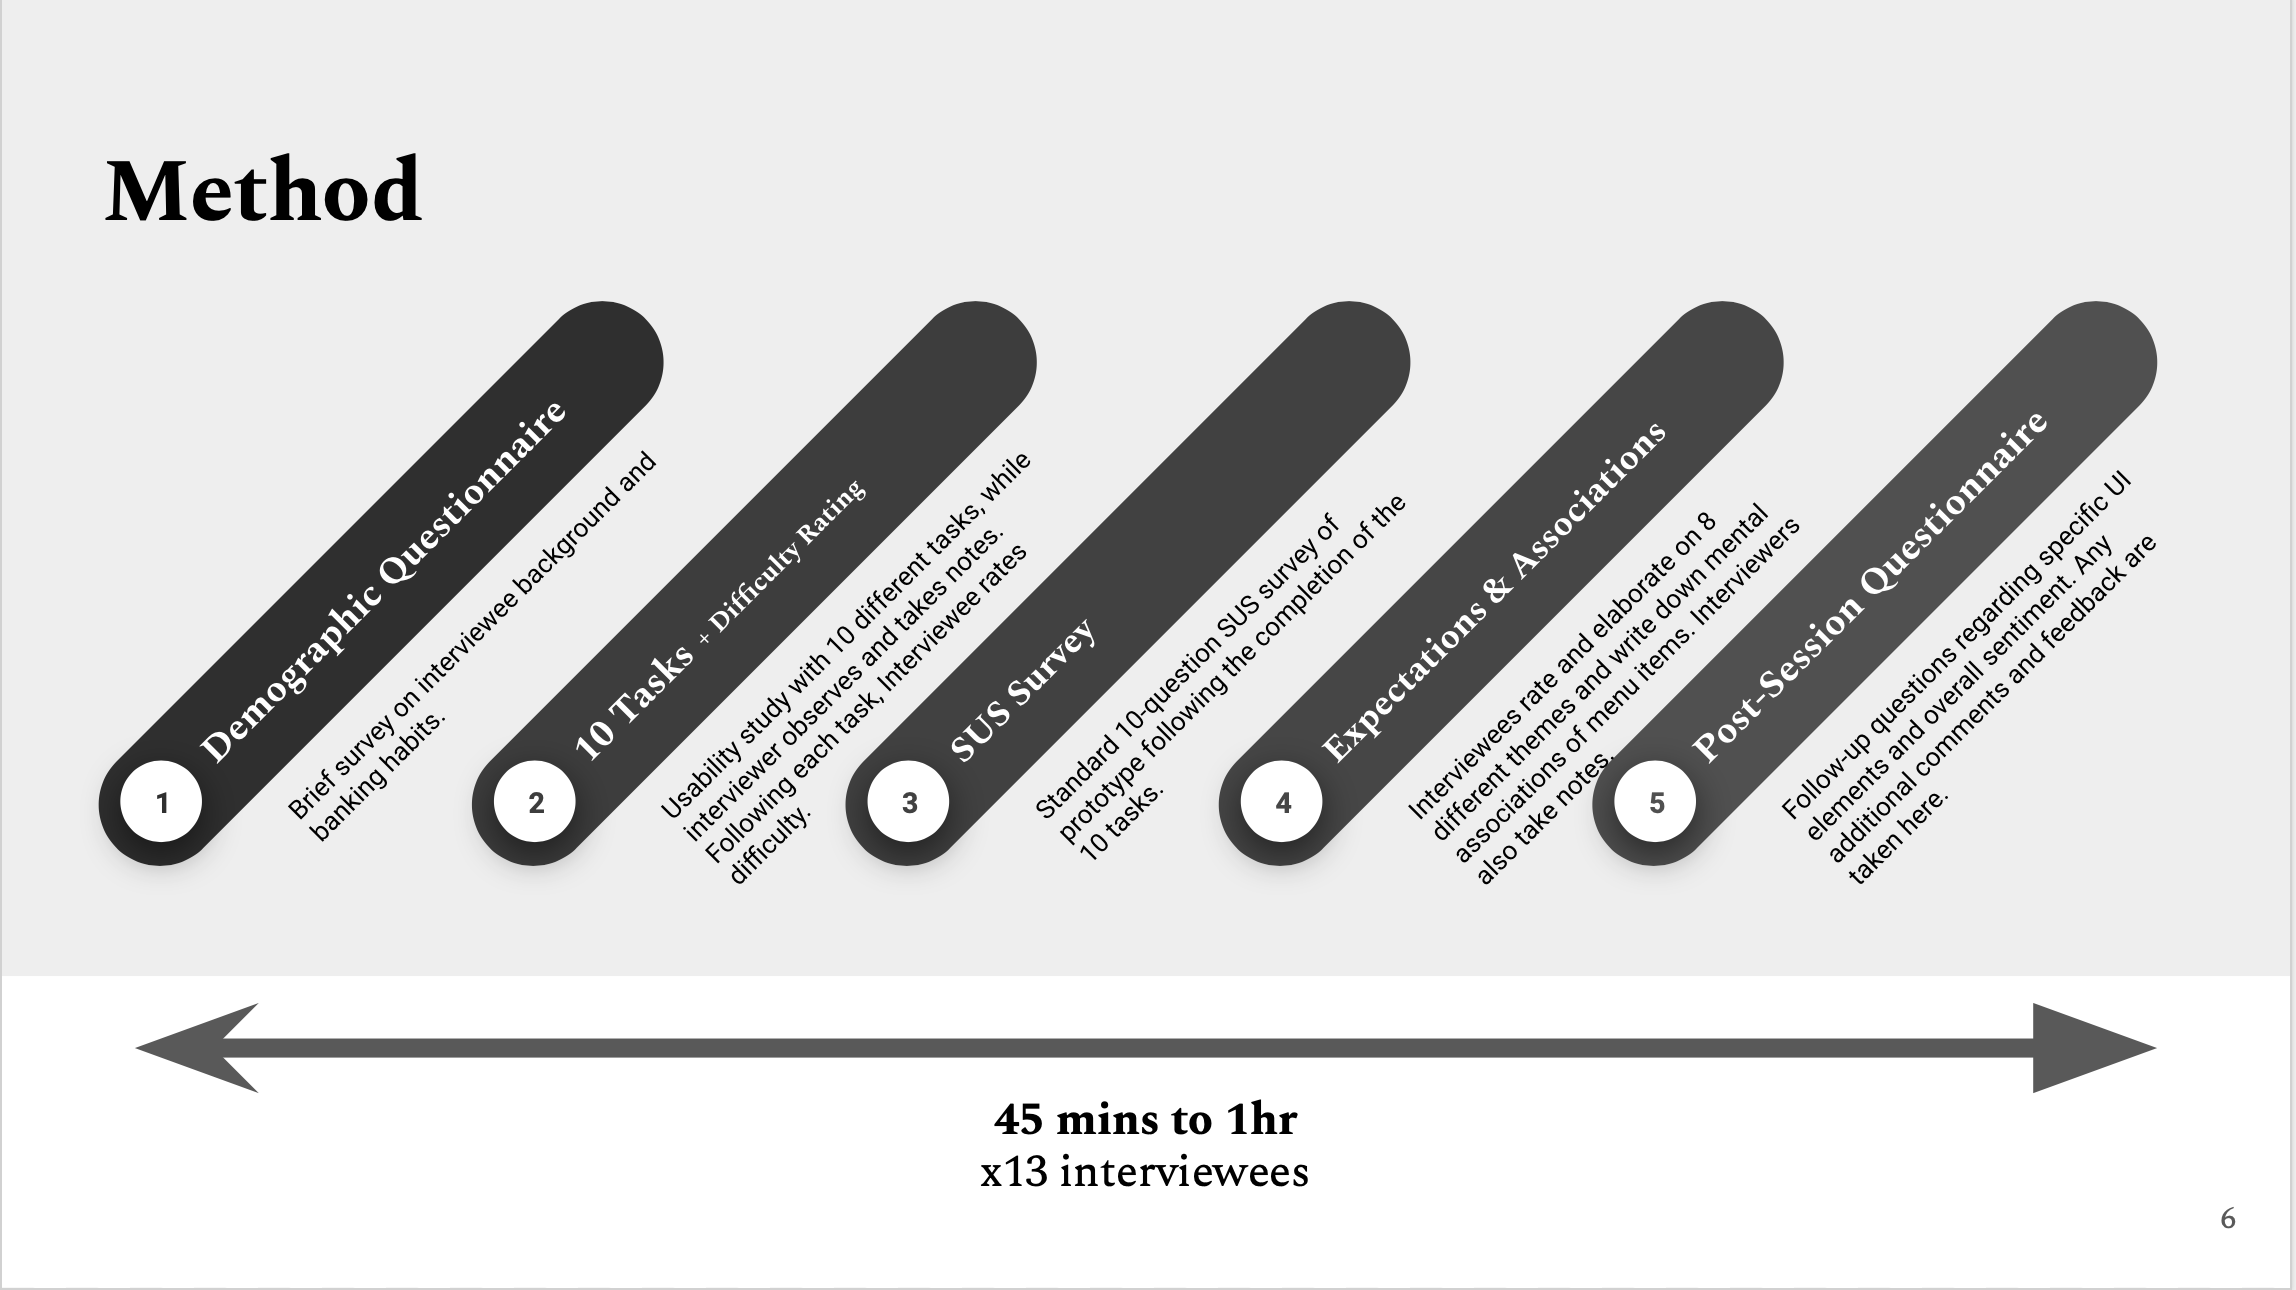 Method
1
Demographic Questionnaire
Brief survey on interviewee background and
banking habits.
2
10 Tasks + Difficulty Rating
Usability study with 10 different tasks, while
interviewer observes and takes notes.
Following each task, Interviewee rates
difficulty.
3
SUS Survey
Standard 10-question SUS survey of
prototype following the completion of the
10 tasks.
4
Expectations & Associations
Interviewees rate and elaborate on 8
different themes and write down mental
associations of menu items. Interviewers
also take notes.
5
Post-Session Questionnaire
Follow-up questions regarding specific UI
elements and overall sentiment. Any
additional comments and feedback are
taken here.
45 mins to 1hr
x13 interviewees
6